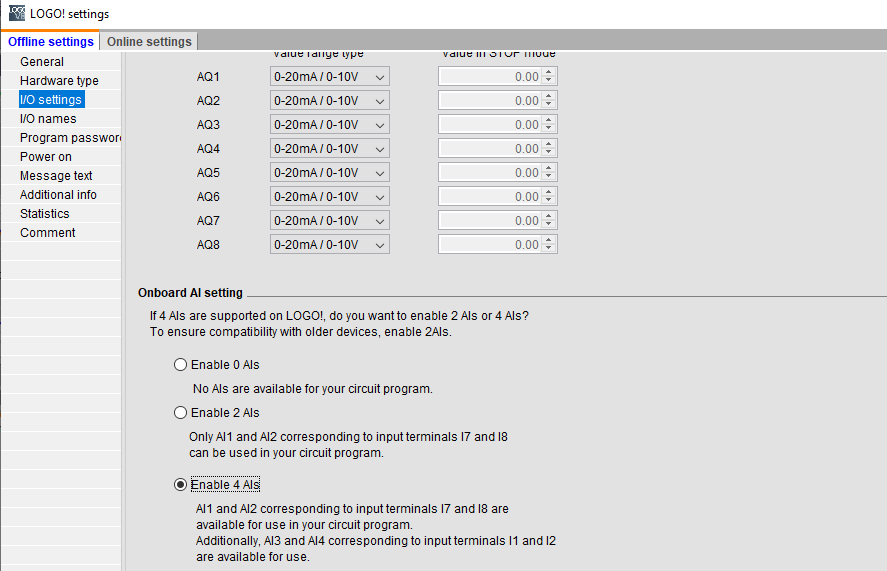 LOGO! settings
Offline settings
Online settings
General
Hardware type
I/O settings
I/O names
Program passwor
Power on
Message text
Additional info
Statistics
Comment
Value range type
Value in STOP mode
AQ1 0-20mA / 0-10V 0.00
AQ2 0-20mA / 0-10V 0.00
AQ3 0-20mA / 0-10V 0.00
AQ4 0-20mA / 0-10V 0.00
AQ5 0-20mA / 0-10V 0.00
AQ6 0-20mA / 0-10V 0.00
AQ7 0-20mA / 0-10V 0.00
AQ8 0-20mA / 0-10V 0.00
Onboard AI setting
If 4 AIs are supported on LOGO!, do you want to enable 2 AIs or 4 AIs?
To ensure compatibility with older devices, enable 2AIs.
Enable 0 AIs
No AIs are available for your circuit program.
Enable 2 AIs
Only AI1 and AI2 corresponding to input terminals I7 and I8
can be used in your circuit program.
Enable 4 AIs
AI1 and AI2 corresponding to input terminals I7 and I8 are
available for use in your circuit program.
Additionally, AI3 and AI4 corresponding to input terminals I1 and I2
are available for use.